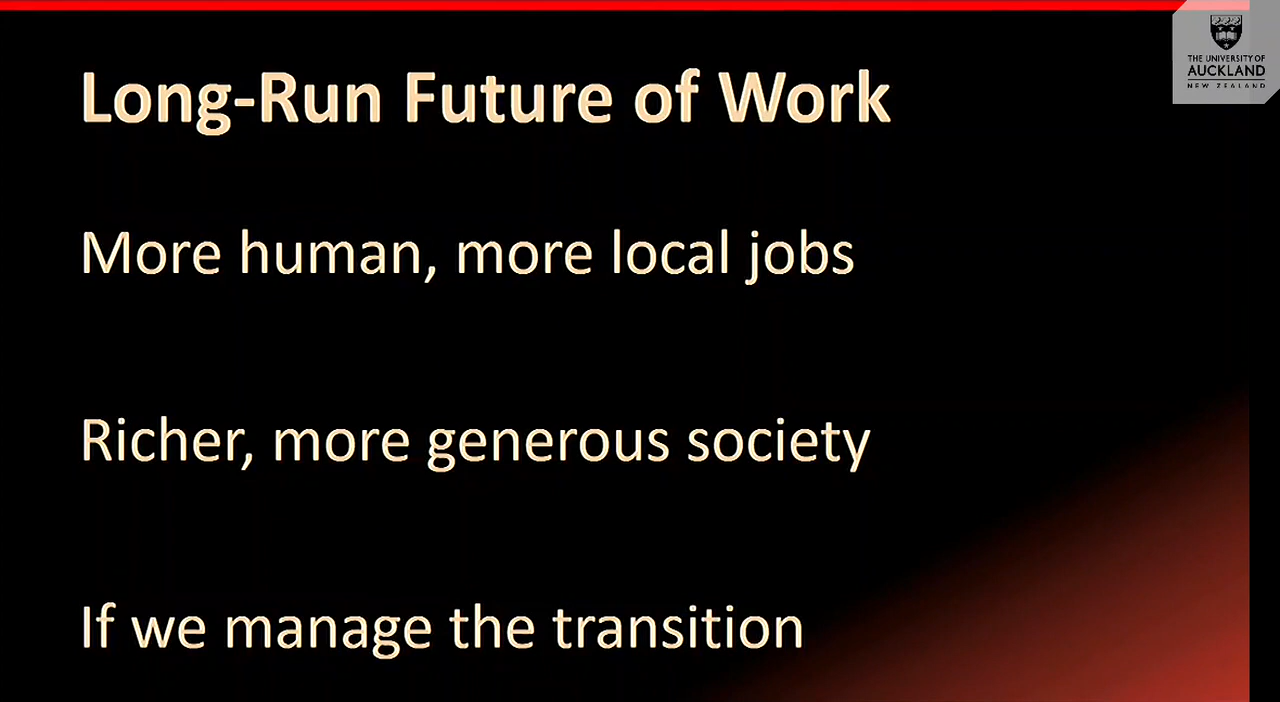 THE UNIVERSITY OF
AUCKLAND
NEW ZEALAND
Long-Run Future of Work
More human, more local jobs
Richer, more generous society
If we manage the transition